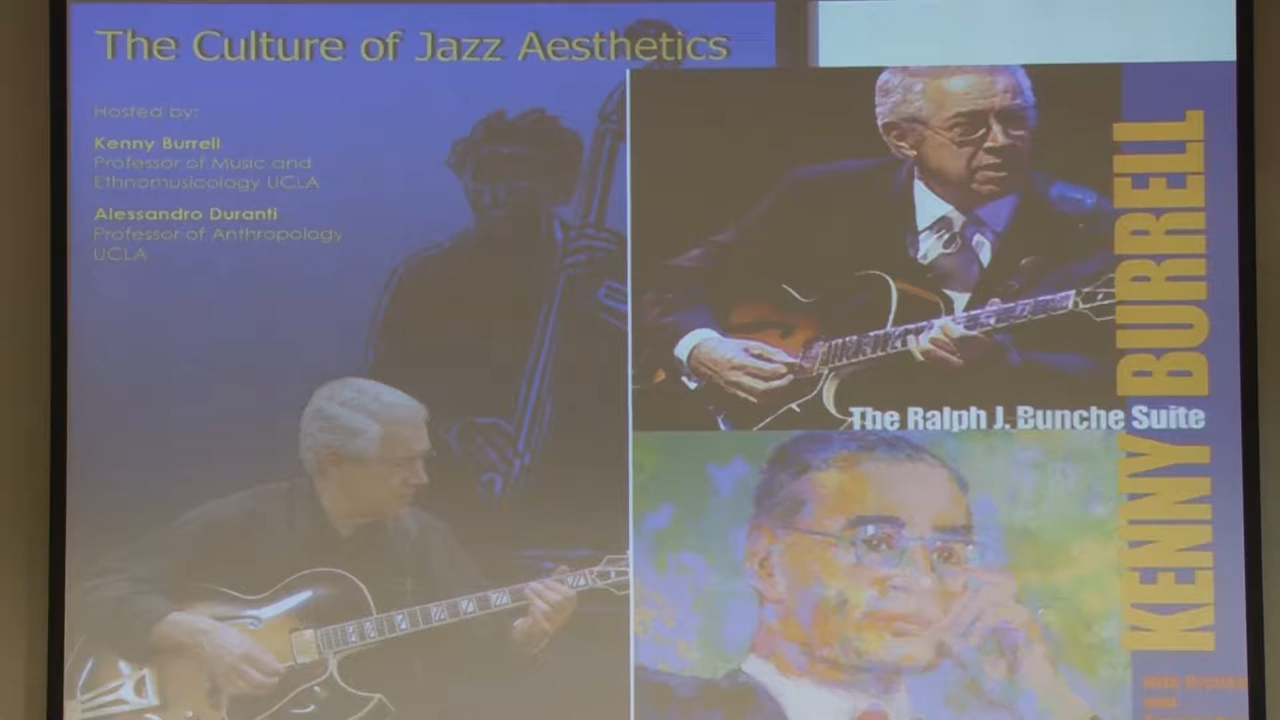 The Culture of Jazz Aesthetics
Hosted by:
Kenny Burrell
Professor of Music and
Ethnomusicology UCLA
Alessandro Duranti
Professor of Anthropology
UCLA
KENNY BURRELL
The Ralph J. Bunche Suite